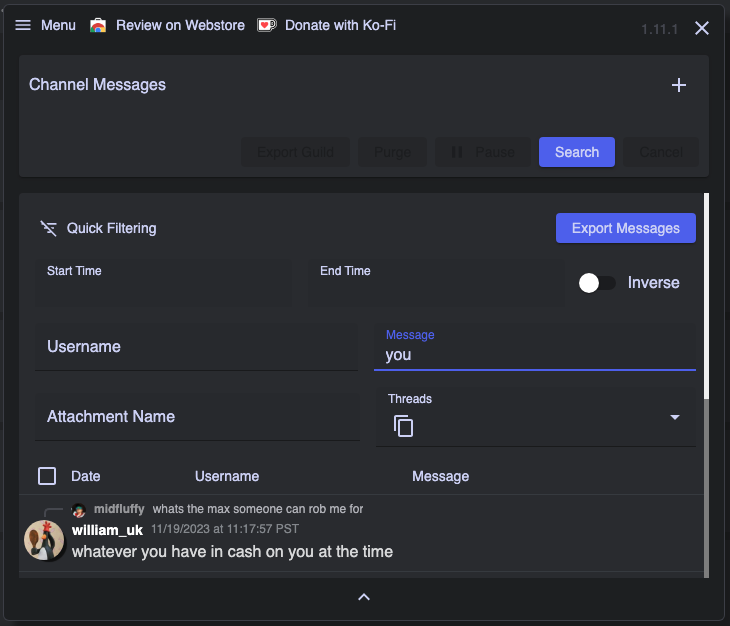 Menu Review on Webstore Donate with Ko-Fi 1.11.1
Channel Messages
Export Guild Purge Pause Search Cancel
Quick Filtering Export Messages
Start Time End Time
Inverse
Username
Message
you
Attachment Name
Threads
Date Username Message
midfluffy whats the max someone can rob me for
william_uk 11/19/2023 at 11:17:57 PST
whatever you have in cash on you at the time